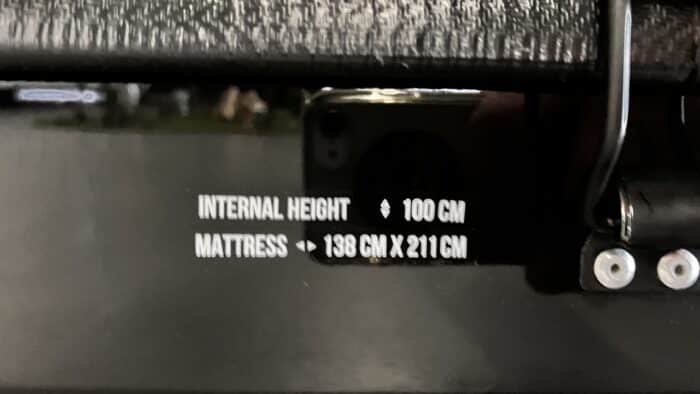 INTERNAL HEIGHT 100 CM
MATTRESS 138 CM X 211 CM